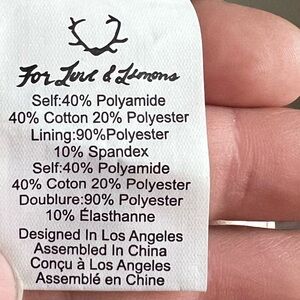 For Love & Lemons
Self:40% Polyamide
40% Cotton 20% Polyester
Lining:90%Polyester
10% Spandex
Self:40% Polyamide
40% Coton 20% Polyester
Doublure:90% Polyester
10% Élasthanne
Designed In Los Angeles
Assembled In China
Conçu à Los Angeles
Assemblé en Chine